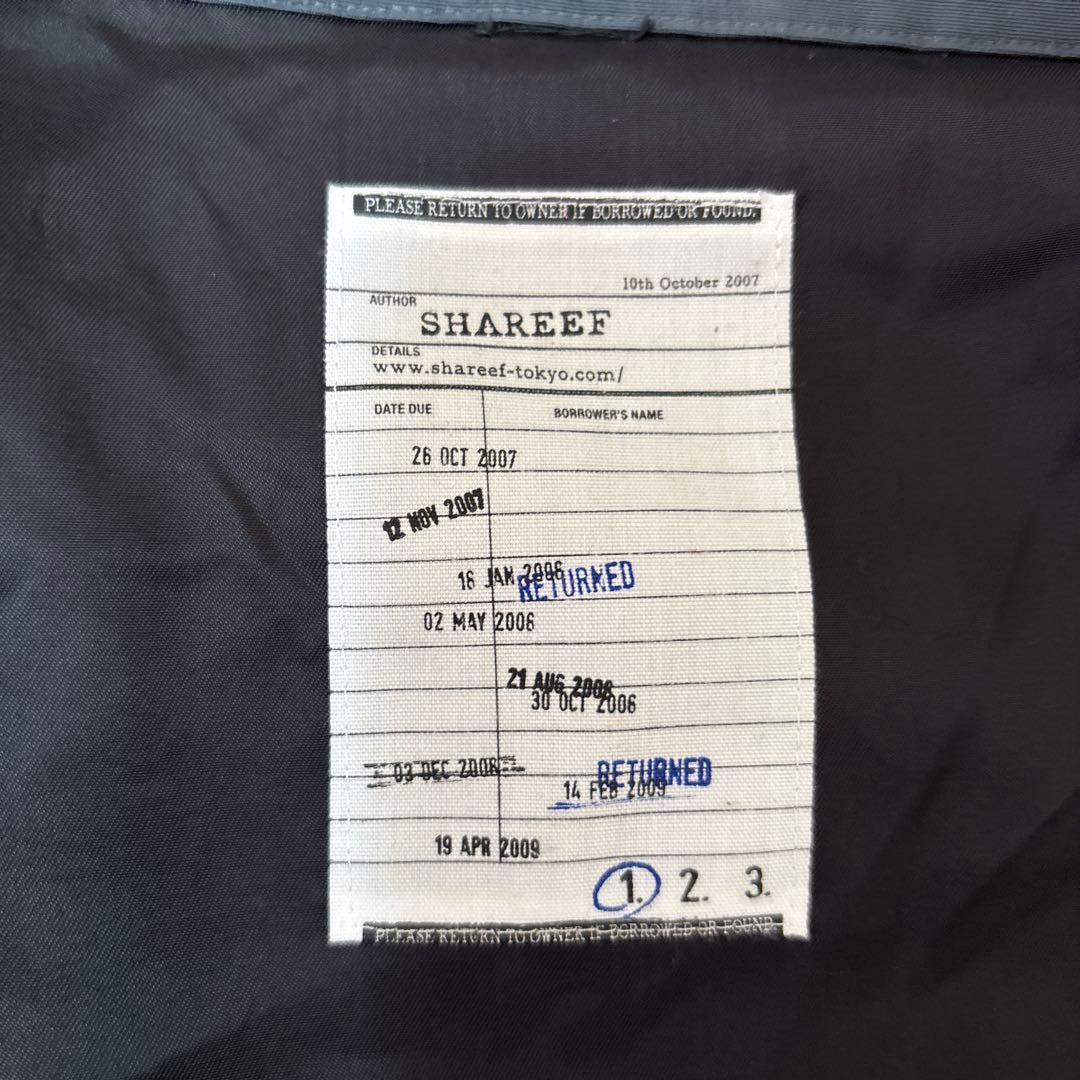 PLEASE RETURN TO OWNER IF BORROWED OR FOUND.
10th October 2007
AUTHOR
SHAREEF
DETAILS
www.shareef-tokyo.com/
DATE DUE BORROWER'S NAME
26 OCT 2007
12 NOV 2007
16 JAN 2006 RETURNED
02 MAY 2006
21 AUG 2008
30 OCT 2006
03 DEC 2006
RETURNED
14 FEB 2009
19 APR 2009
1. 2. 3.
PLEASE RETURN TO OWNER IF BORROWED OR FOUND.